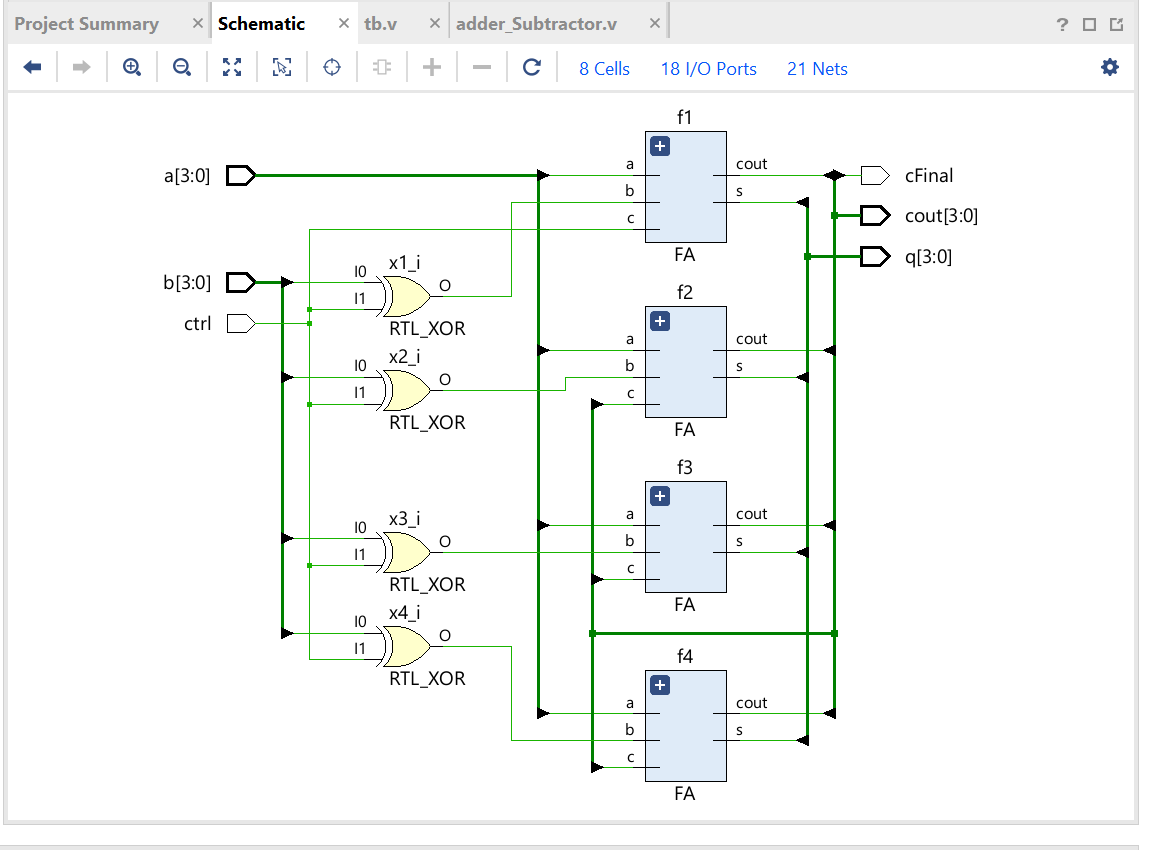 Project Summary × Schematic × tb.v × adder_Subtractor.v × ?
8 Cells 18 I/O Ports 21 Nets
f1
a[3:0] a cout cFinal
b s cout[3:0]
c
FA q[3:0]
b[3:0] I0 x1_i O
I1
ctrl RTL_XOR
f2
a cout
I0 x2_i O b s
I1 c
RTL_XOR FA
f3
a cout
I0 x3_i O b s
I1 c
RTL_XOR FA
I0 x4_i O
I1
RTL_XOR
f4
a cout
b s
c
FA